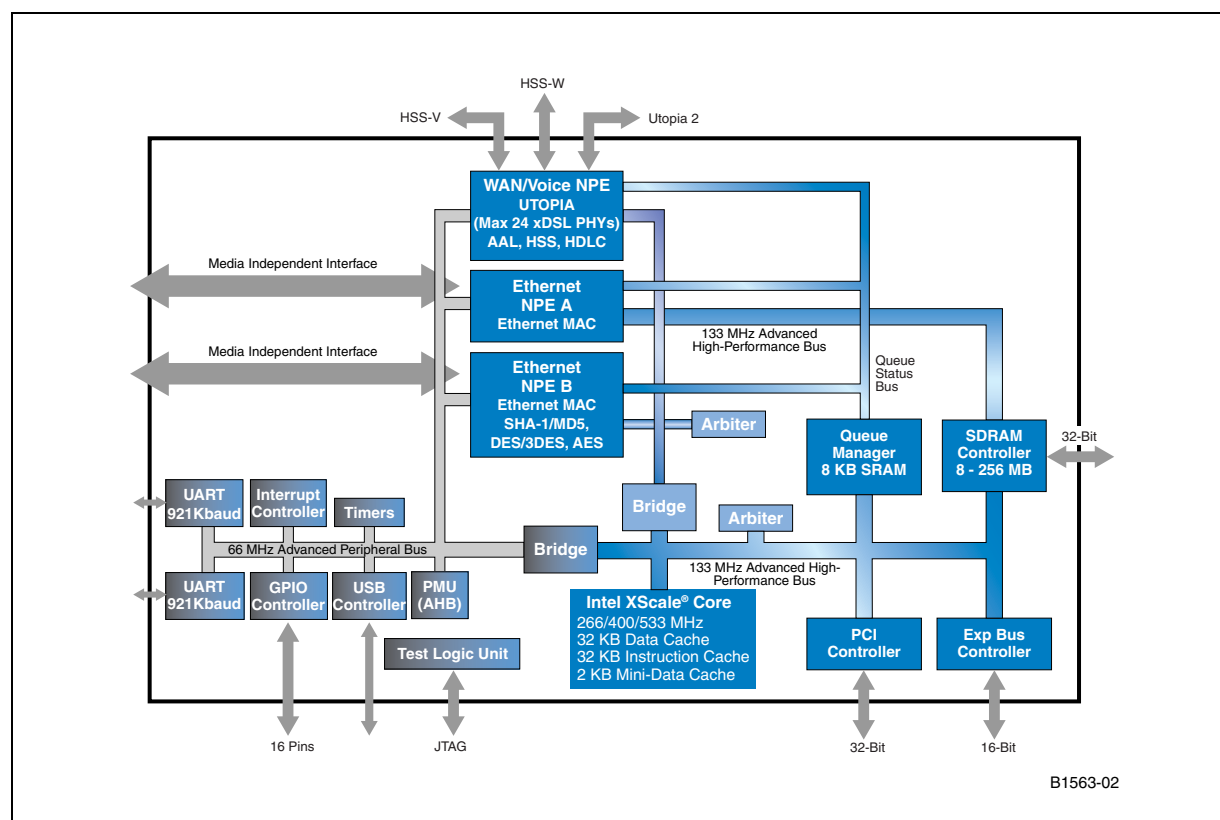 HSS-W
HSS-V
Utopia 2
WAN/Voice NPE
UTOPIA
(Max 24 xDSL PHYs)
AAL, HSS, HDLC
Media Independent Interface
Ethernet
NPE A
Ethernet MAC
133 MHz Advanced
High-Performance Bus
Queue
Status
Bus
Media Independent Interface
Ethernet
NPE B
Ethernet MAC
SHA-1/MD5,
DES/3DES, AES
Arbiter
Queue
Manager
8 KB SRAM
SDRAM
Controller
8 - 256 MB
32-Bit
UART
921Kbaud
Interrupt
Controller
Timers
Bridge
Arbiter
66 MHz Advanced Peripheral Bus
Bridge
133 MHz Advanced High-
Performance Bus
UART
921Kbaud
GPIO
Controller
USB
Controller
PMU
(AHB)
Test Logic Unit
Intel XScale® Core
266/400/533 MHz
32 KB Data Cache
32 KB Instruction Cache
2 KB Mini-Data Cache
PCI
Controller
Exp Bus
Controller
16 Pins
JTAG
32-Bit
16-Bit
B1563-02